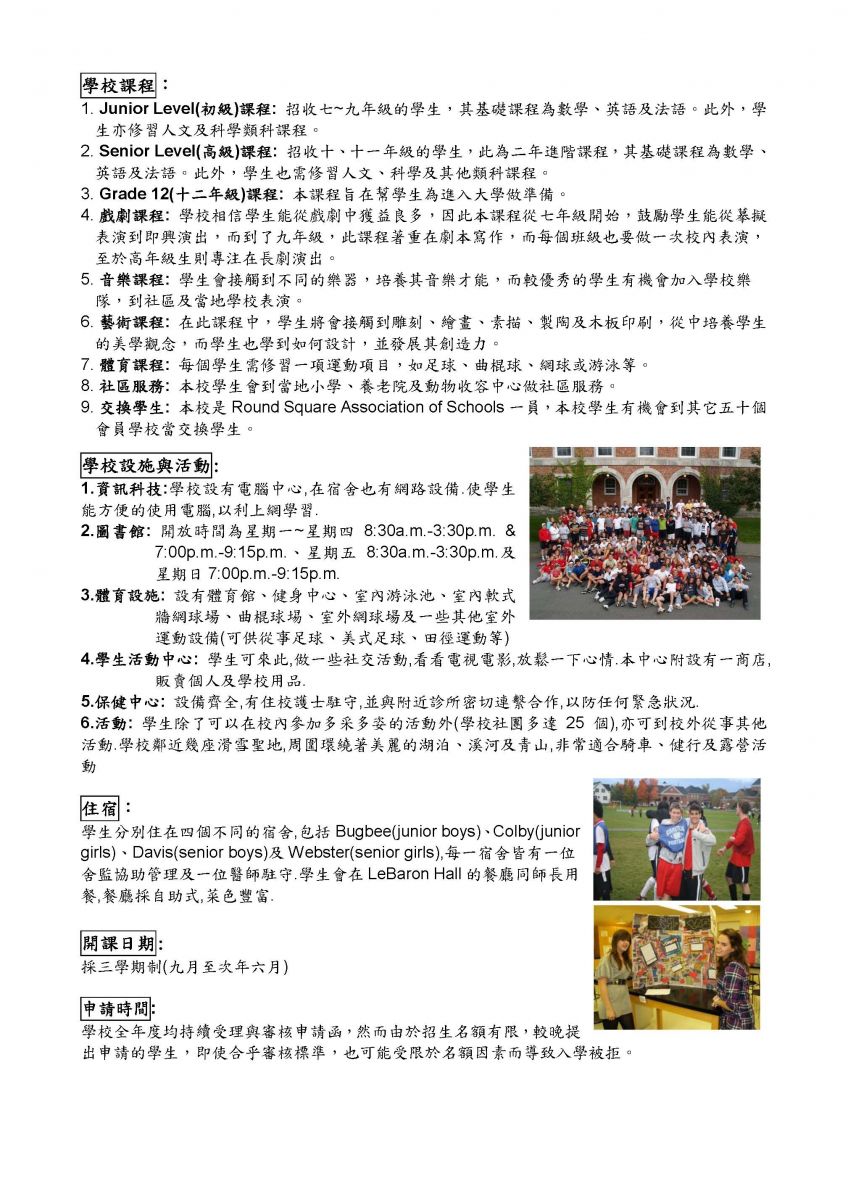 學校課程：
1. Junior Level(初級)課程: 招收七~九年級的學生，其基礎課程為數學、英語及法語。此外，學
生亦修習人文及科學類科課程。
2. Senior Level(高級)課程: 招收十、十一年級的學生，此為二年進階課程，其基礎課程為數學、
英語及法語。此外，學生也需修習人文、科學及其他類科課程。
3. Grade 12(十二年級)課程: 本課程旨在幫學生為進入大學做準備。
4. 戲劇課程: 學校相信學生能從戲劇中獲益良多，因此本課程從七年級開始，鼓勵學生能從摹擬
表演到即興演出，而到了九年級，此課程著重在劇本寫作，而每個班級也要做一次校內表演，
至於高年級生則專注在長劇演出。
5. 音樂課程: 學生會接觸到不同的樂器，培養其音樂才能，而較優秀的學生有機會加入學校樂
隊，到社區及當地學校表演。
6. 藝術課程: 在此課程中，學生將會接觸到雕刻、繪畫、素描、製陶及木板印刷，從中培養學生
的美學觀念，而學生也學到如何設計，並發展其創造力。
7. 體育課程: 每個學生需修習一項運動項目，如足球、曲棍球、網球或游泳等。
8. 社區服務: 本校學生會到當地小學、養老院及動物收容中心做社區服務。
9. 交換學生: 本校是 Round Square Association of Schools 一員，本校學生有機會到其它五十個
會員學校當交換學生。
學校設施與活動:
1.資訊科技:學校設有電腦中心,在宿舍也有網路設備.使學生
能方便的使用電腦,以利上網學習.
2.圖書館: 開放時間為星期一~星期四 8:30a.m.-3:30p.m. &
7:00p.m.-9:15p.m.、星期五 8:30a.m.-3:30p.m.及
星期日 7:00p.m.-9:15p.m.
3.體育設施: 設有體育館、健身中心、室內游泳池、室內軟式
牆網球場、曲棍球場、室外網球場及一些其他室外
運動設備(可供從事足球、美式足球、田徑運動等)
4.學生活動中心: 學生可來此,做一些社交活動,看看電視電影,放鬆一下心情.本中心附設有一商店,
販賣個人及學校用品.
5.保健中心: 設備齊全,有住校護士駐守,並與附近診所密切連繫合作,以防任何緊急狀況.
6.活動: 學生除了可以在校內參加多采多姿的活動外(學校社團多達 25 個),亦可到校外從事其他
活動.學校鄰近幾座滑雪聖地,周圍環繞著美麗的湖泊、溪河及青山,非常適合騎車、健行及露營活
動
住宿：
學生分別住在四個不同的宿舍,包括 Bugbee(junior boys)、Colby(junior
girls)、Davis(senior boys)及 Webster(senior girls),每一宿舍皆有一位
舍監協助管理及一位醫師駐守.學生會在 LeBaron Hall 的餐廳同師長用
餐,餐廳採自助式,菜色豐富.
開課日期:
採三學期制(九月至次年六月)
申請時間:
學校全年度均持續受理與審核申請函，然而由於招生名額有限，較晚提
出申請的學生，即使合乎審核標準，也可能受限於名額因素而導致入學被拒。